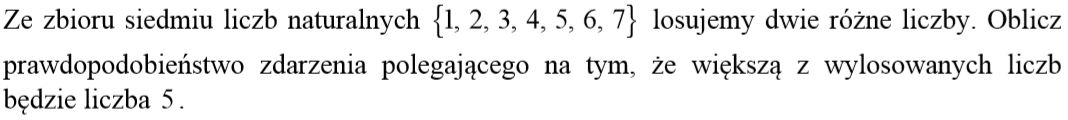 Ze zbioru siedmiu liczb naturalnych {1, 2, 3, 4, 5, 6, 7} losujemy dwie różne liczby. Oblicz
prawdopodobieństwo zdarzenia polegającego na tym, że większą z wylosowanych liczb
będzie liczba 5.